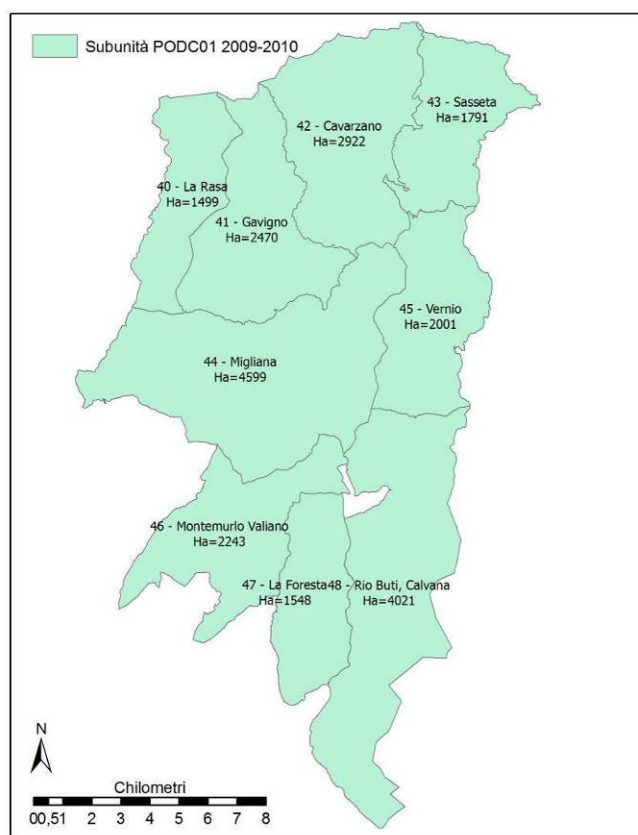 Subunità PODC01 2009-2010
43 - Sasseta
Ha=1791
42 - Cavarzano
Ha=2922
40 - La Rasa
Ha=1499
41 - Gavigno
Ha=2470
45 - Vernio
Ha=2001
44 - Migliana
Ha=4599
46 - Montemurlo Valiano
Ha=2243
47 - La Foresta
Ha=1548
48 - Rio Buti, Calvana
Ha=4021
N
Chilometri
00,51 2 3 4 5 6 7 8